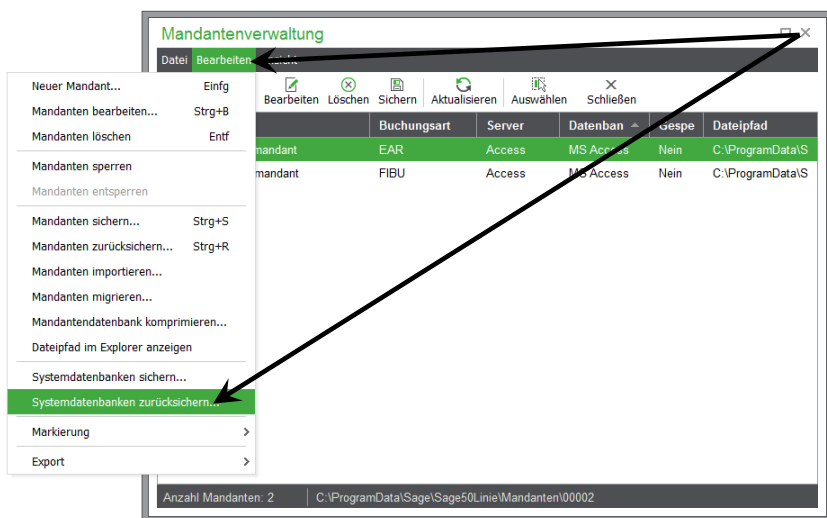 Mandantenverwaltung
Datei Bearbeiten
Bearbeiten Löschen Sichern Aktualisieren Auswählen Schließen
Neuer Mandant... Einfg
Mandanten bearbeiten... Strg+B
Mandanten löschen Entf
Mandanten sperren
Mandanten entsperren
Mandanten sichern... Strg+S
Mandanten zurücksichern... Strg+R
Mandanten importieren...
Mandanten migrieren...
Mandantendatenbank komprimieren...
Dateipfad im Explorer anzeigen
Systemdatenbanken sichern...
Systemdatenbanken zurücksichern...
Markierung
Export
Buchungsart Server Datenban Gespe Dateipfad
mandant EAR Access MS Access Nein C:\ProgramData\S
mandant FIBU Access MS Access Nein C:\ProgramData\S
Anzahl Mandanten: 2 C:\ProgramData\Sage\Sage50Linie\Mandanten\00002